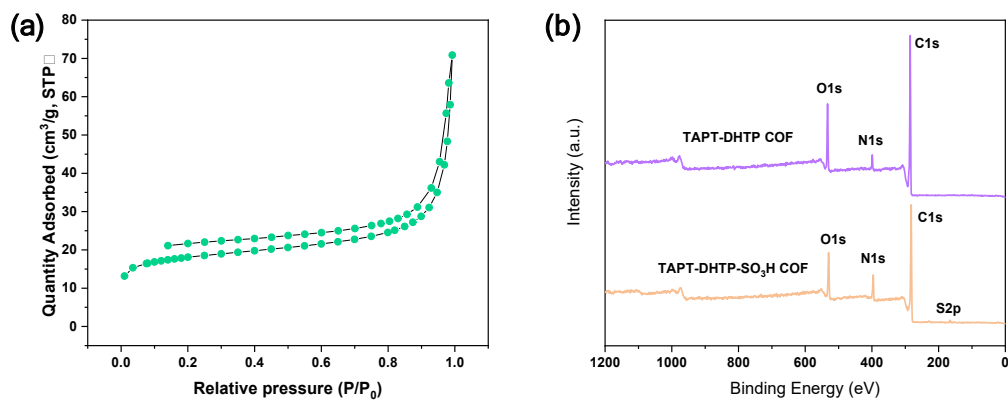 (a)
Quantity Adsorbed (cm³/g, STP□
80
70
60
50
40
30
20
10
0
0.0 0.2 0.4 0.6 0.8 1.0
Relative pressure (P/P₀)
(b)
Intensity (a.u.)
C1s
O1s
N1s
TAPT-DHTP COF
C1s
O1s
N1s
TAPT-DHTP-SO₃H COF
S2p
1200 1000 800 600 400 200 0
Binding Energy (eV)